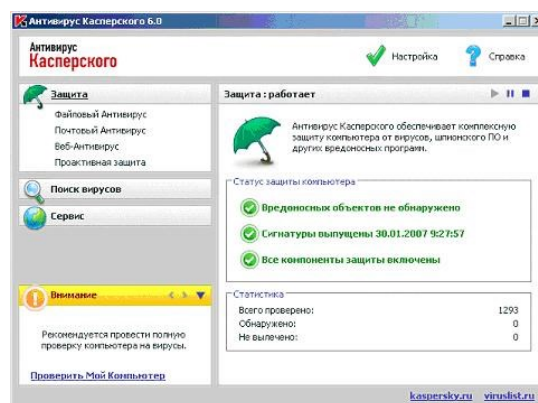 Антивирус Касперского 6.0
Антивирус
Касперского
Настройка
Справка
Защита
Файловый Антивирус
Почтовый Антивирус
Веб-Антивирус
Проактивная защита
Поиск вирусов
Сервис
Внимание
Рекомендуется провести полную
проверку компьютера на вирусы.
Проверить Мой Компьютер
Защита : работает
Антивирус Касперского обеспечивает комплексную
защиту компьютера от вирусов, шпионского ПО и
других вредоносных программ.
Статус защиты компьютера
Вредоносных объектов не обнаружено
Сигнатуры выпущены 30.01.2007 9:27:57
Все компоненты защиты включены
Статистика
Всего проверено: 1293
Обнаружено: 0
Не вылечено: 0
kaspersky.ru viruslist.ru